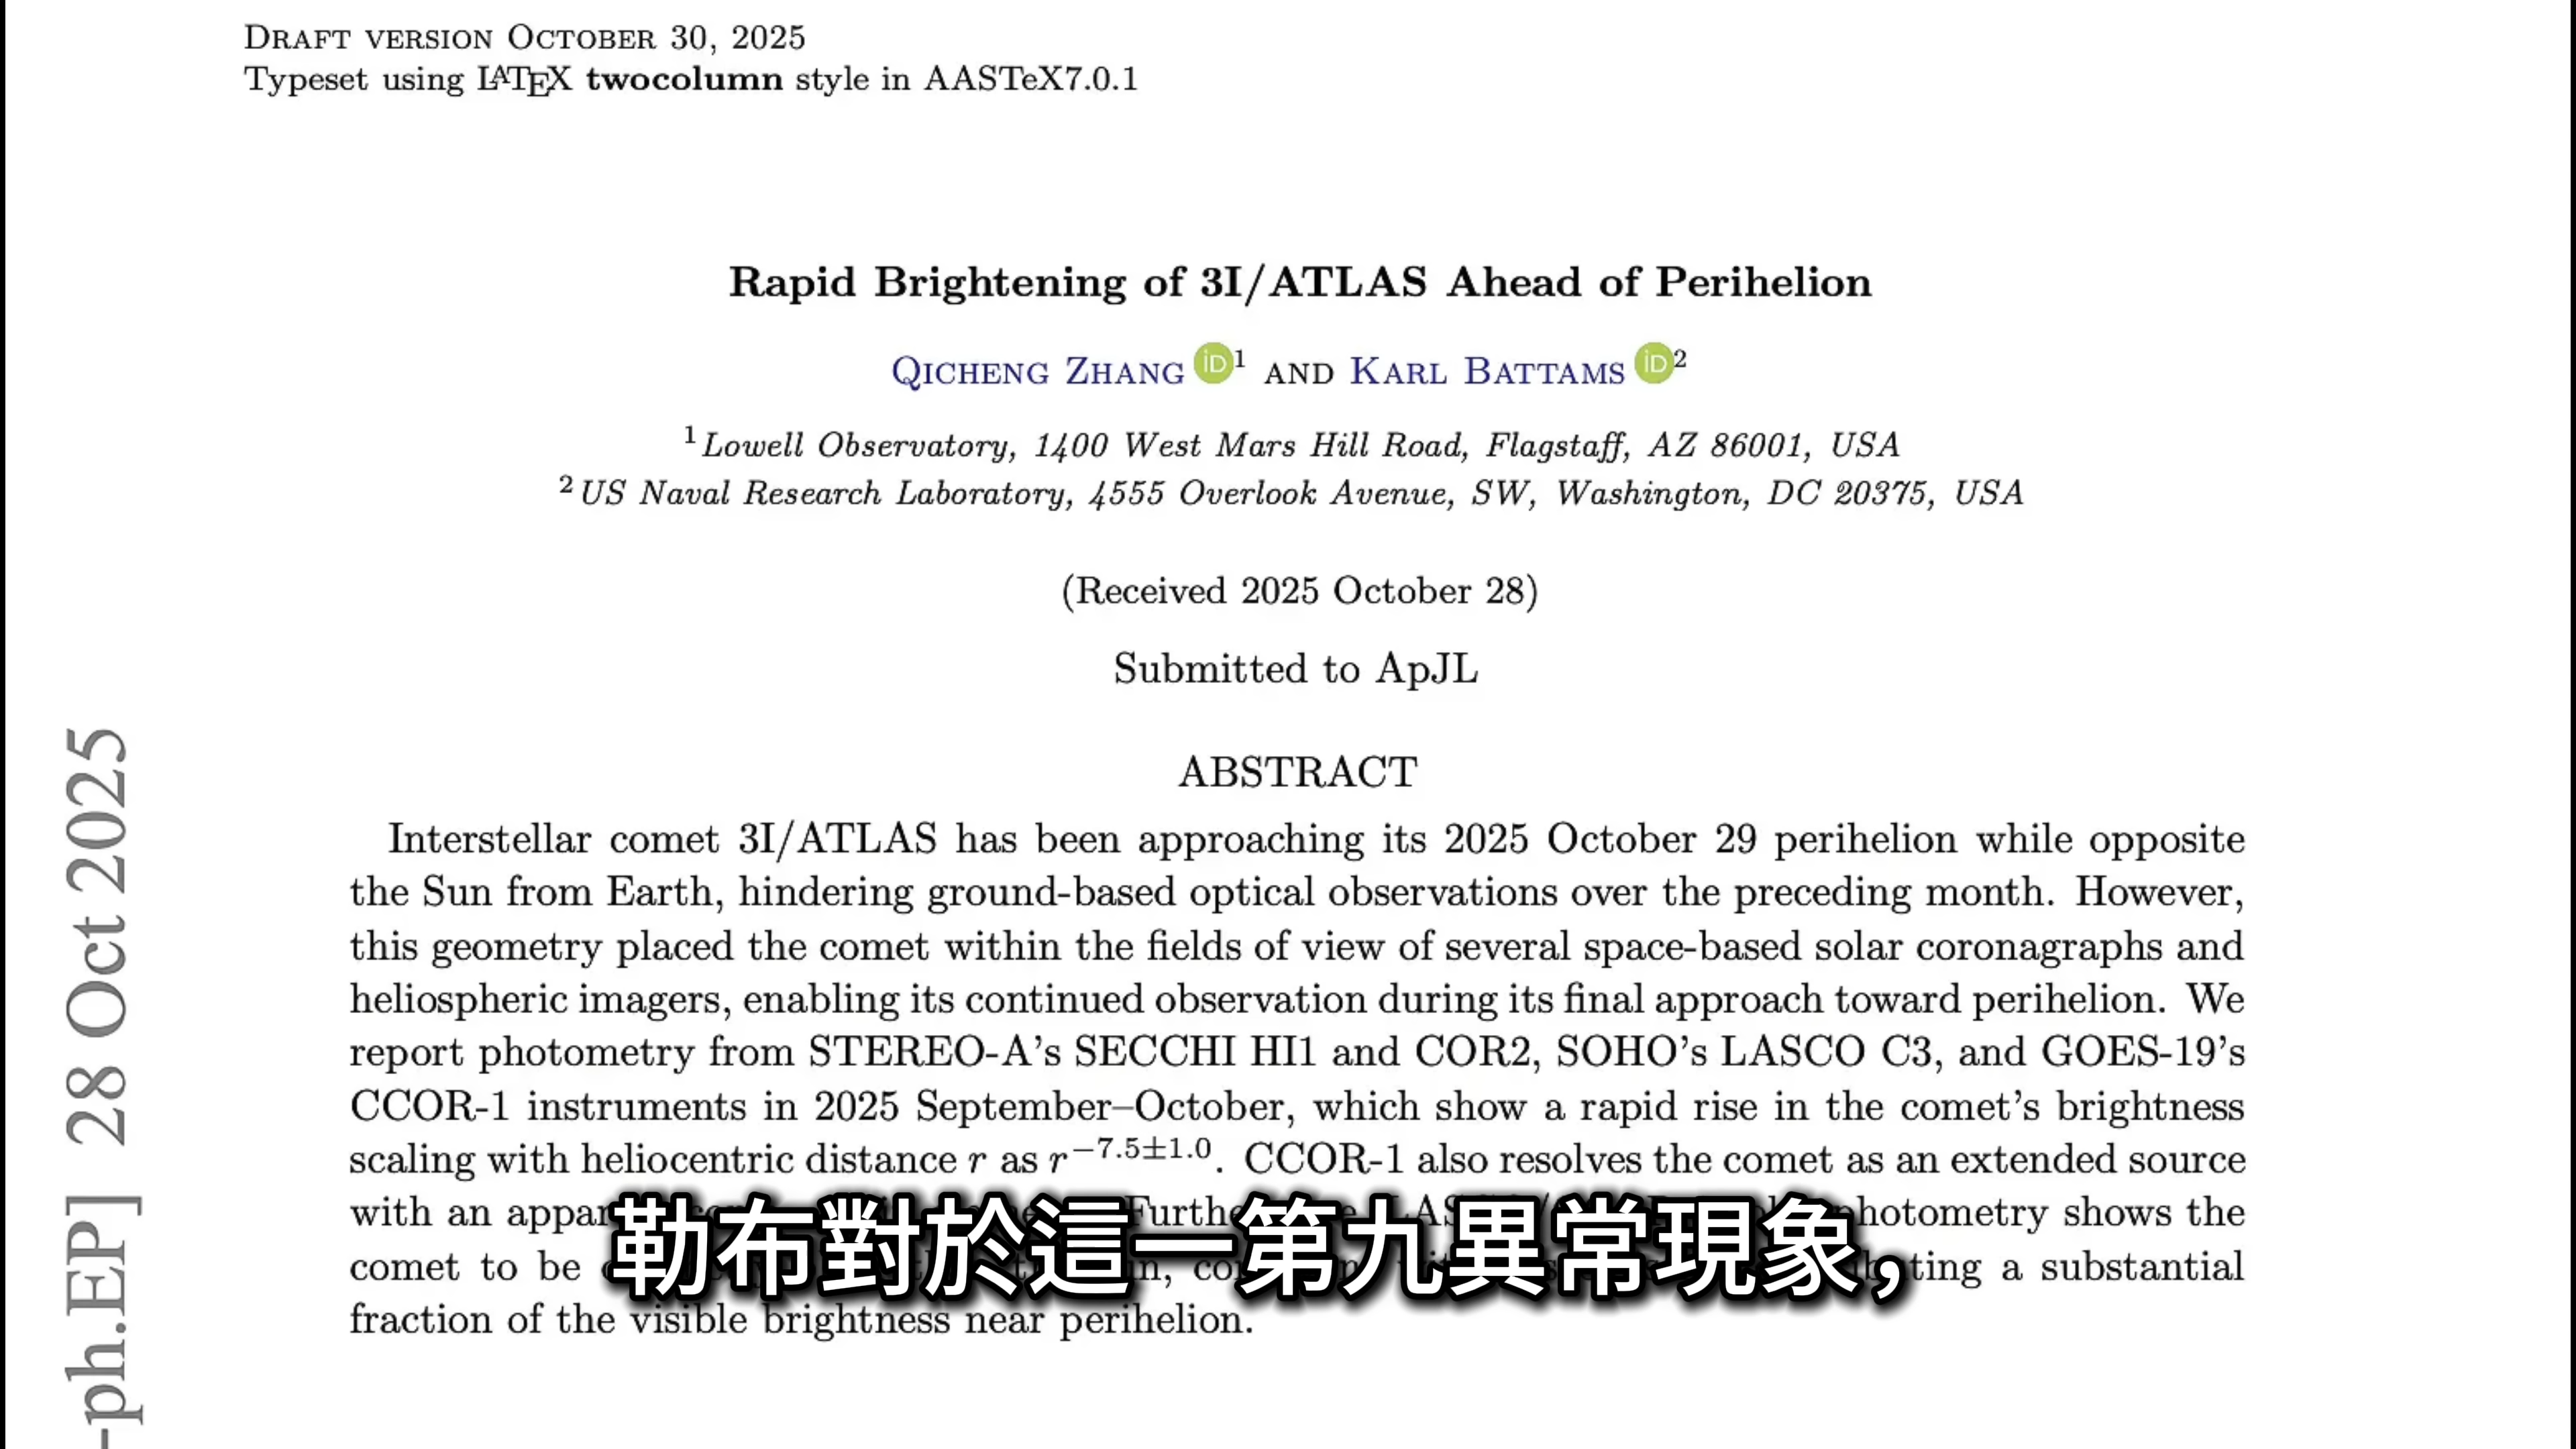 DRAFT VERSION OCTOBER 30, 2025
Typeset using LATEX twocolumn style in AASTeX7.0.1
Rapid Brightening of 3I/ATLAS Ahead of Perihelion
QICHENG ZHANG iD 1 AND KARL BATTAMS iD 2
1 Lowell Observatory, 1400 West Mars Hill Road, Flagstaff, AZ 86001, USA
2 US Naval Research Laboratory, 4555 Overlook Avenue, SW, Washington, DC 20375, USA
(Received 2025 October 28)
Submitted to ApJL
ABSTRACT
Interstellar comet 3I/ATLAS has been approaching its 2025 October 29 perihelion while opposite
the Sun from Earth, hindering ground-based optical observations over the preceding month. However,
this geometry placed the comet within the fields of view of several space-based solar coronagraphs and
heliospheric imagers, enabling its continued observation during its final approach toward perihelion. We
report photometry from STEREO-A's SECCHI HI1 and COR2, SOHO's LASCO C3, and GOES-19's
CCOR-1 instruments in 2025 September–October, which show a rapid rise in the comet's brightness
scaling with heliocentric distance r as r^−7.5±1.0. CCOR-1 also resolves the comet as an extended source
with an photometry shows the
comet to be a substantial
fraction of the visible brightness near perihelion.
勒布對於這一第九異常現象,
-ph.EP] 28 Oct 2025